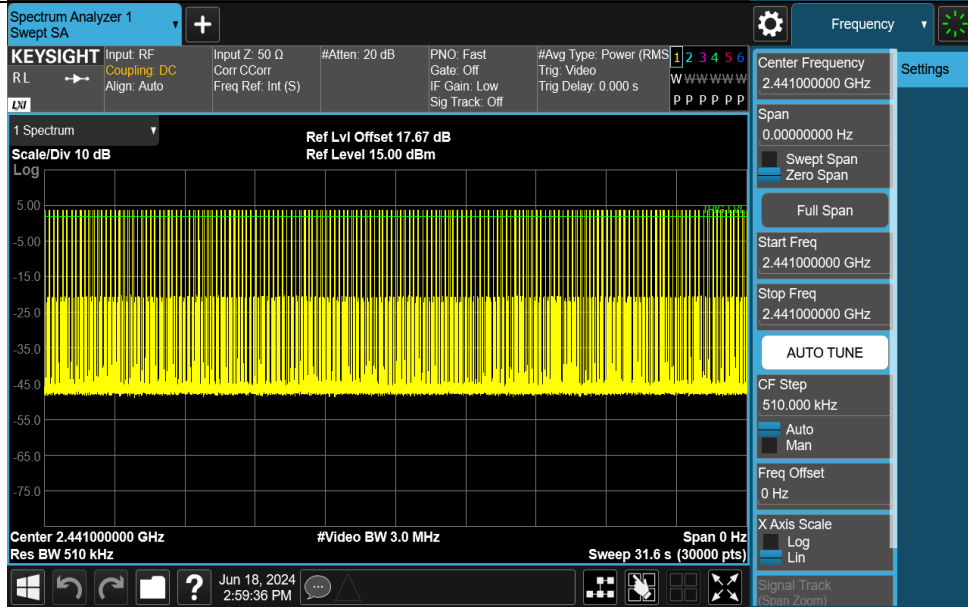 Spectrum Analyzer 1
Swept SA
+
Frequency
KEYSIGHT
RL
LXI
Input: RF
Coupling: DC
Align: Auto
Input Z: 50 Ω
Corr CCorr
Freq Ref: Int (S)
#Atten: 20 dB
PNO: Fast
Gate: Off
IF Gain: Low
Sig Track: Off
#Avg Type: Power (RMS
Trig: Video
Trig Delay: 0.000 s
1 2 3 4 5 6
W W W W W W
P P P P P P
1 Spectrum
Scale/Div 10 dB
Log
Ref Lvl Offset 17.67 dB
Ref Level 15.00 dBm
TRIG LVL
5.00
-5.00
-15.0
-25.0
-35.0
-45.0
-55.0
-65.0
-75.0
Center 2.441000000 GHz
Res BW 510 kHz
#Video BW 3.0 MHz
Span 0 Hz
Sweep 31.6 s (30000 pts)
Center Frequency
2.441000000 GHz
Settings
Span
0.00000000 Hz
Swept Span
Zero Span
Full Span
Start Freq
2.441000000 GHz
Stop Freq
2.441000000 GHz
AUTO TUNE
CF Step
510.000 kHz
Auto
Man
Freq Offset
0 Hz
X Axis Scale
Log
Lin
Signal Track
(Span Zoom)
?
Jun 18, 2024
2:59:36 PM